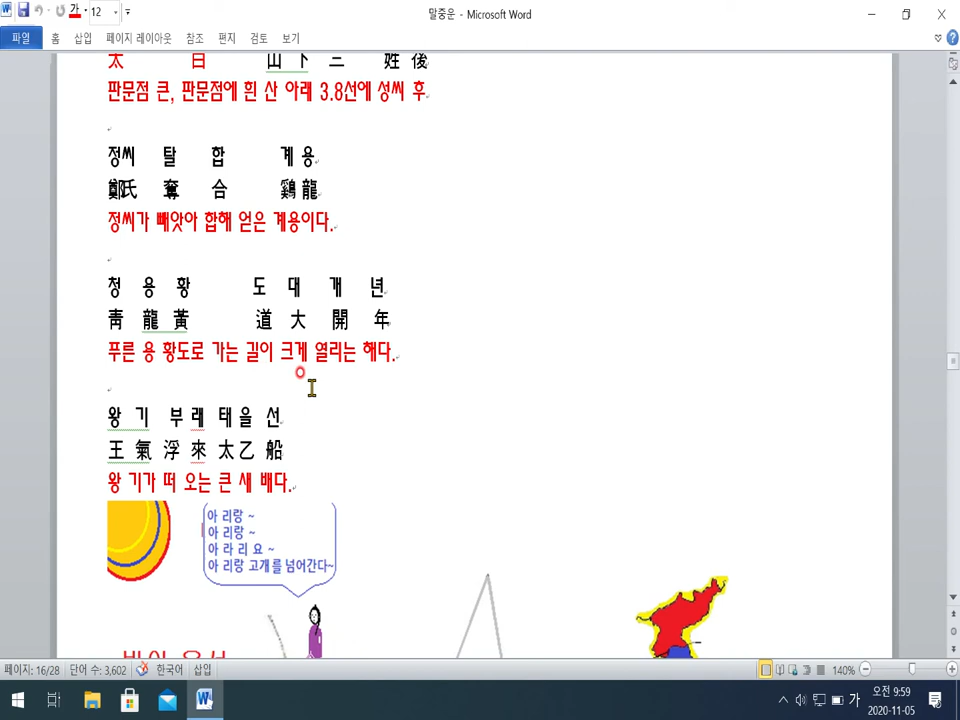 가 12
말중운 - Microsoft Word
파일 홈 삽입 페이지 레이아웃 참조 편지 검토 보기
太 日 山 下 三 姓 後
판문점 큰, 판문점에 흰 산 아래 3.8선에 성씨 후
정씨 탈 합 계 용
鄭氏 奪 合 鷄 龍
정씨가 빼앗아 합해 얻은 계용이다.
청 용 황 도 대 개 년
靑 龍 黃 道 大 開 年
푸른 용 황도로 가는 길이 크게 열리는 해다.
왕 기 부 래 태 을 선
王 氣 浮 來 太 乙 船
왕 기가 떠 오는 큰 새 배다.
아 리랑 ~
아 리랑 ~
아 라 리 요 ~
아 리랑 고개를 넘어간다~
페이지: 16/28 단어 수: 3,602 한국어 삽입 140%
가 오전 9:59
2020-11-05